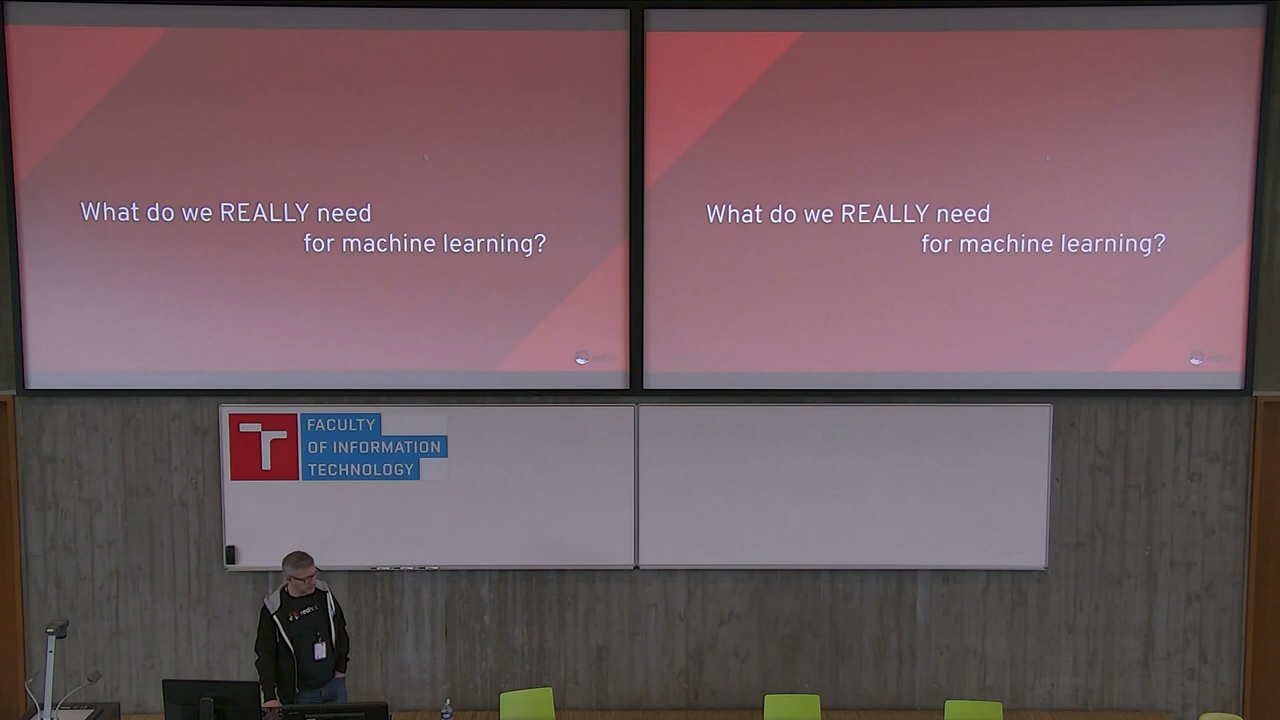 What do we REALLY need
for machine learning?
What do we REALLY need
for machine learning?
FACULTY
OF INFORMATION
TECHNOLOGY